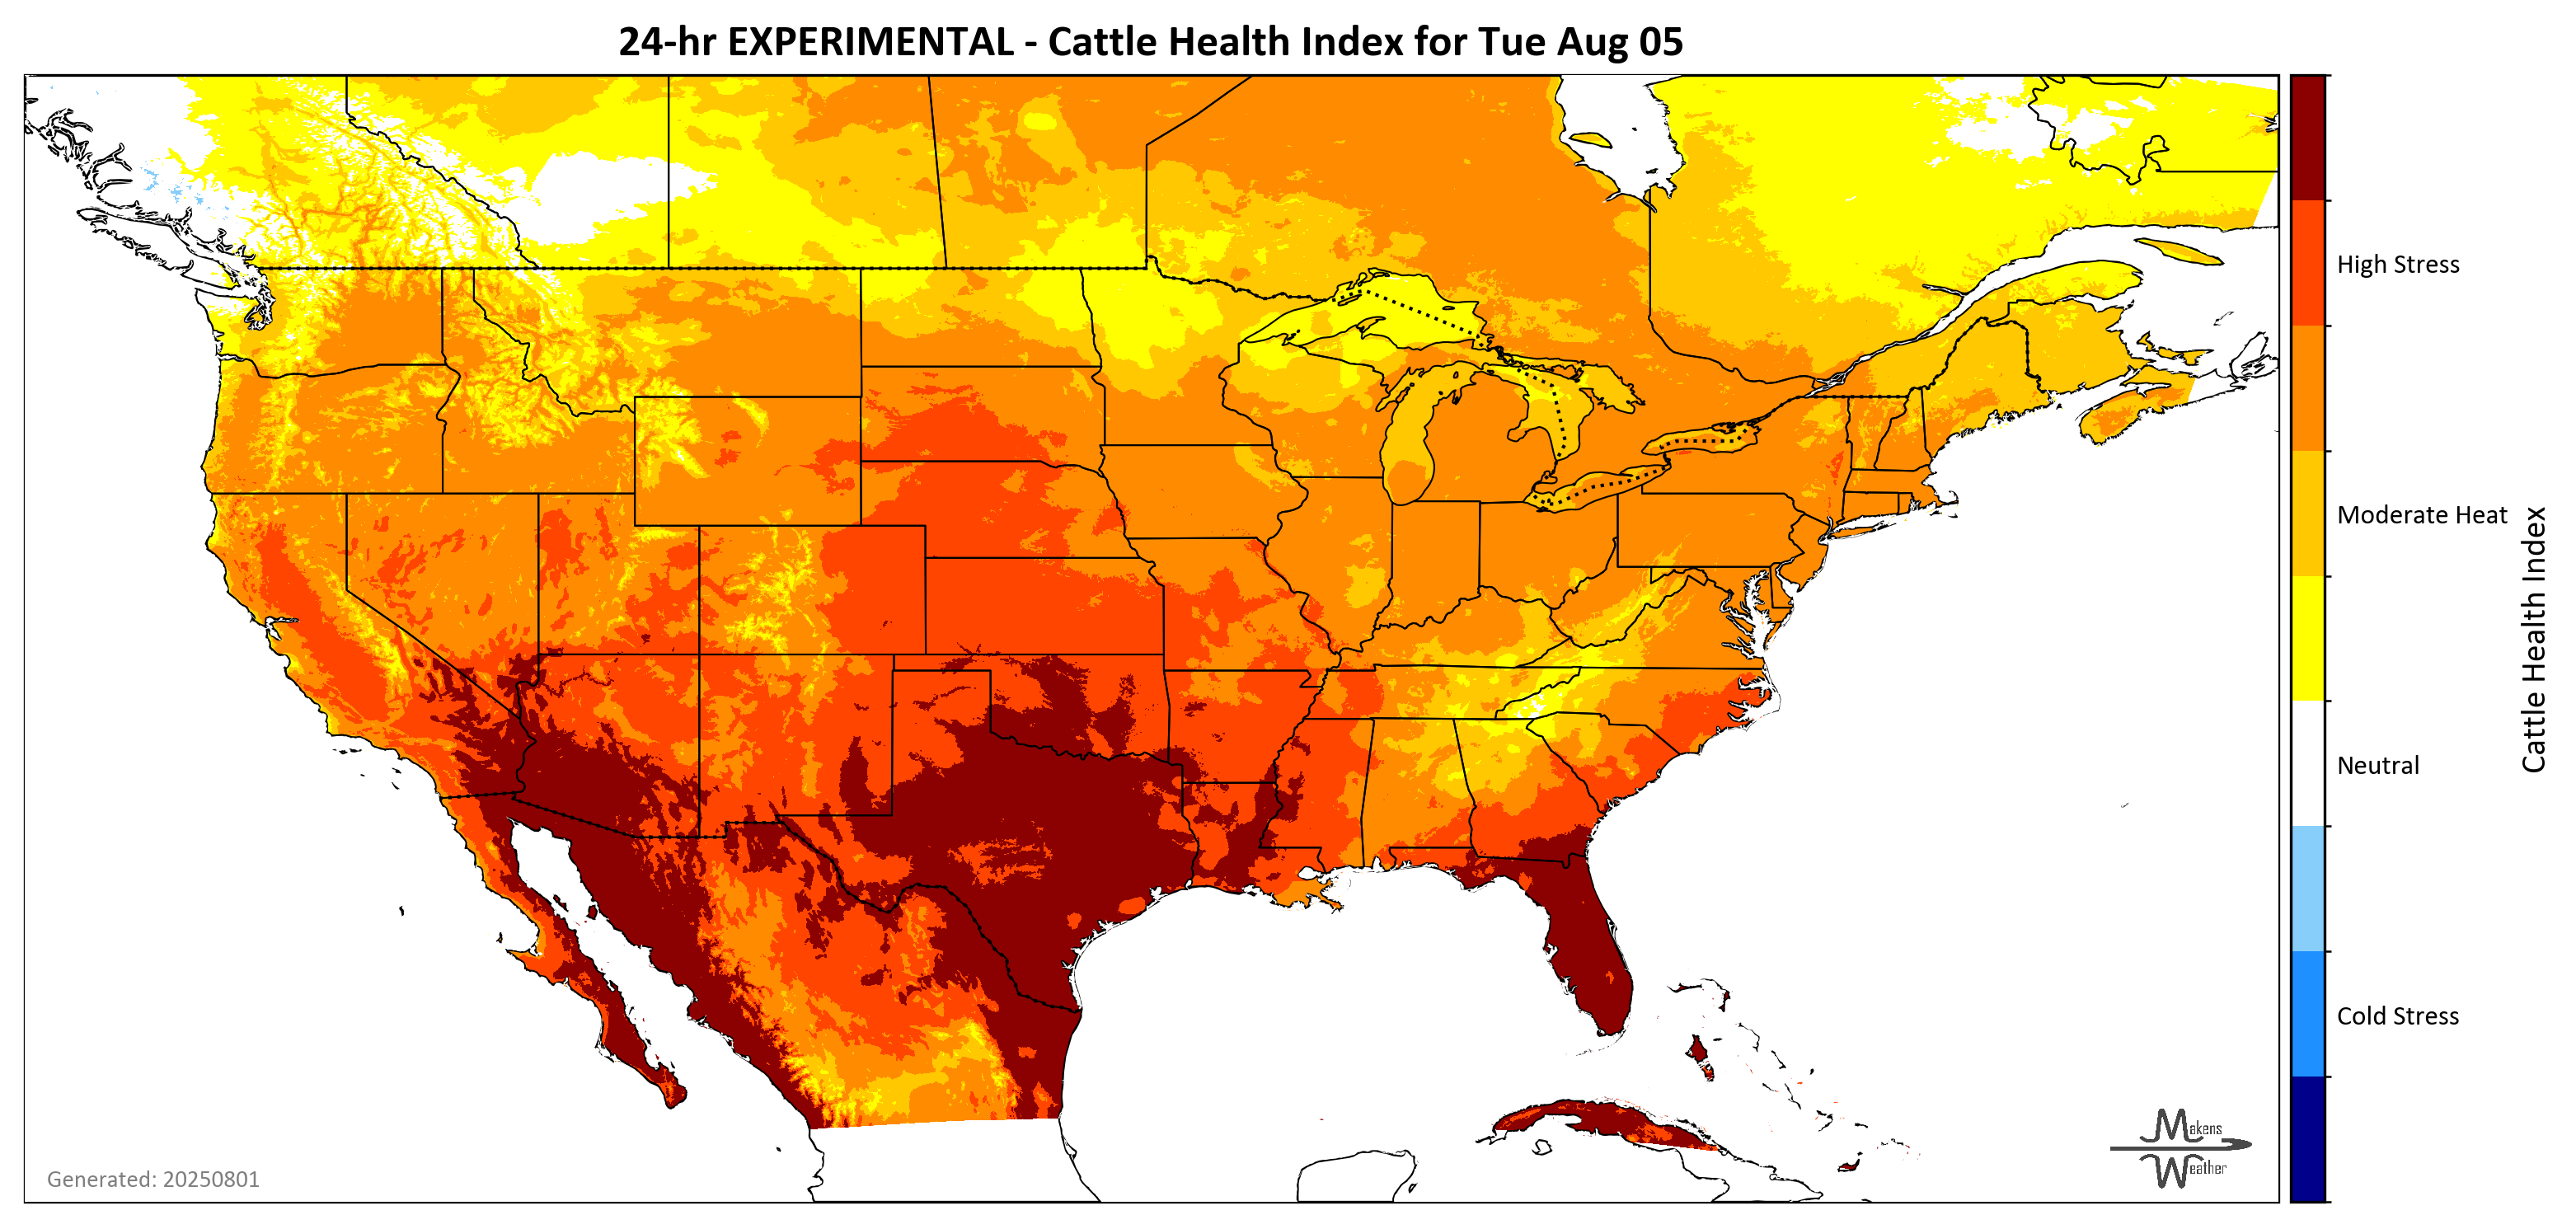 24-hr EXPERIMENTAL - Cattle Health Index for Tue Aug 05
High Stress
Moderate Heat
Neutral
Cold Stress
Cattle Health Index
Makens
Weather
Generated: 20250801